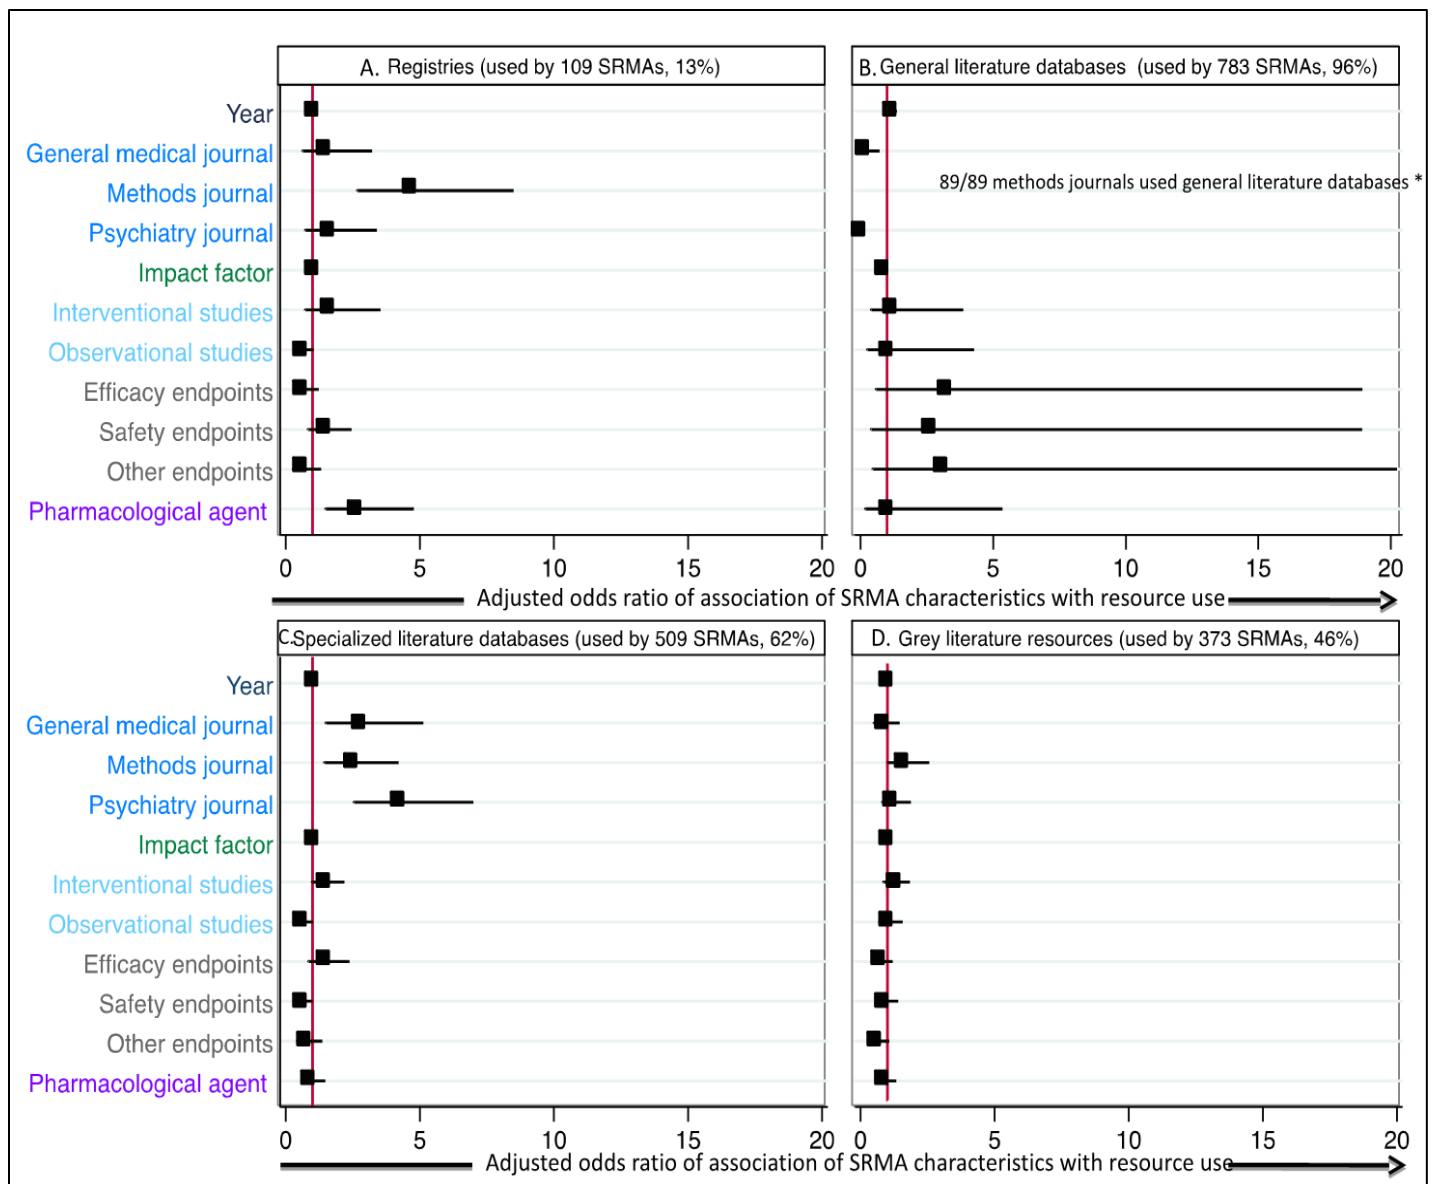 A. Registries (used by 109 SRMAs, 13%)
B. General literature databases (used by 783 SRMAs, 96%)
Year
General medical journal
89/89 methods journals used general literature databases *
Methods journal
Psychiatry journal
Impact factor
Interventional studies
Observational studies
Efficacy endpoints
Safety endpoints
Other endpoints
Pharmacological agent
0 5 10 15 20
0 5 10 15 20
Adjusted odds ratio of association of SRMA characteristics with resource use
C.Specialized literature databases (used by 509 SRMAs, 62%)
D. Grey literature resources (used by 373 SRMAs, 46%)
Year
General medical journal
Methods journal
Psychiatry journal
Impact factor
Interventional studies
Observational studies
Efficacy endpoints
Safety endpoints
Other endpoints
Pharmacological agent
0 5 10 15 20
0 5 10 15 20
Adjusted odds ratio of association of SRMA characteristics with resource use